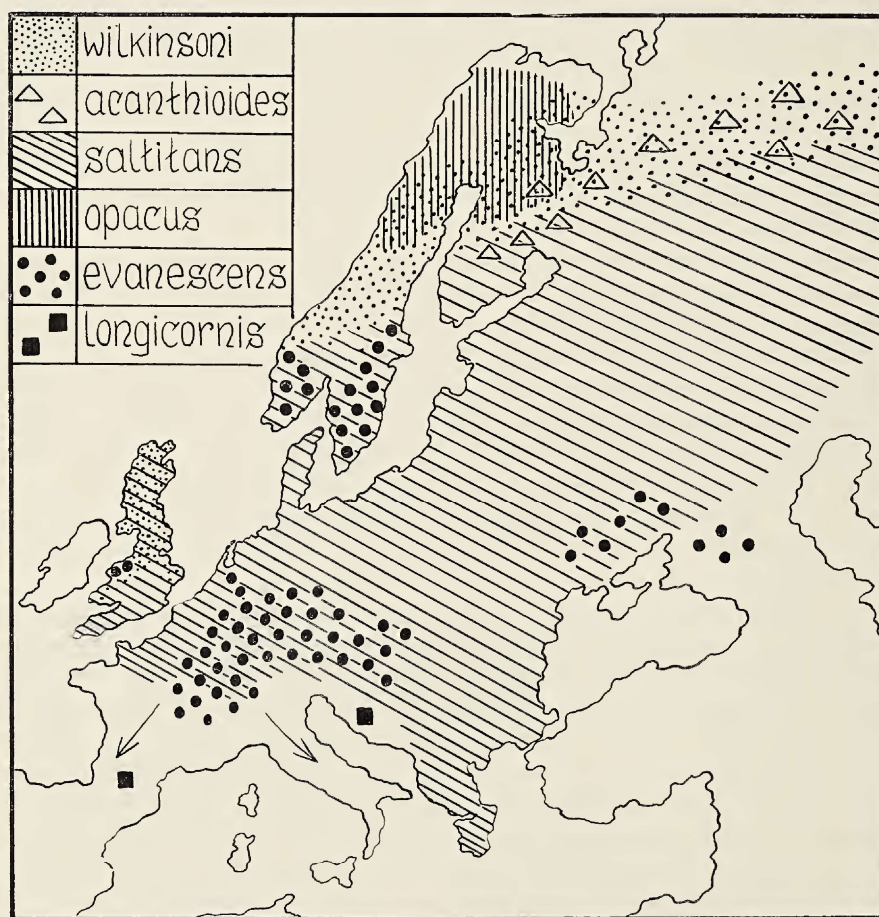 wilkinsoni
acanthioides
saltitans
opacus
evanescens
longicornis